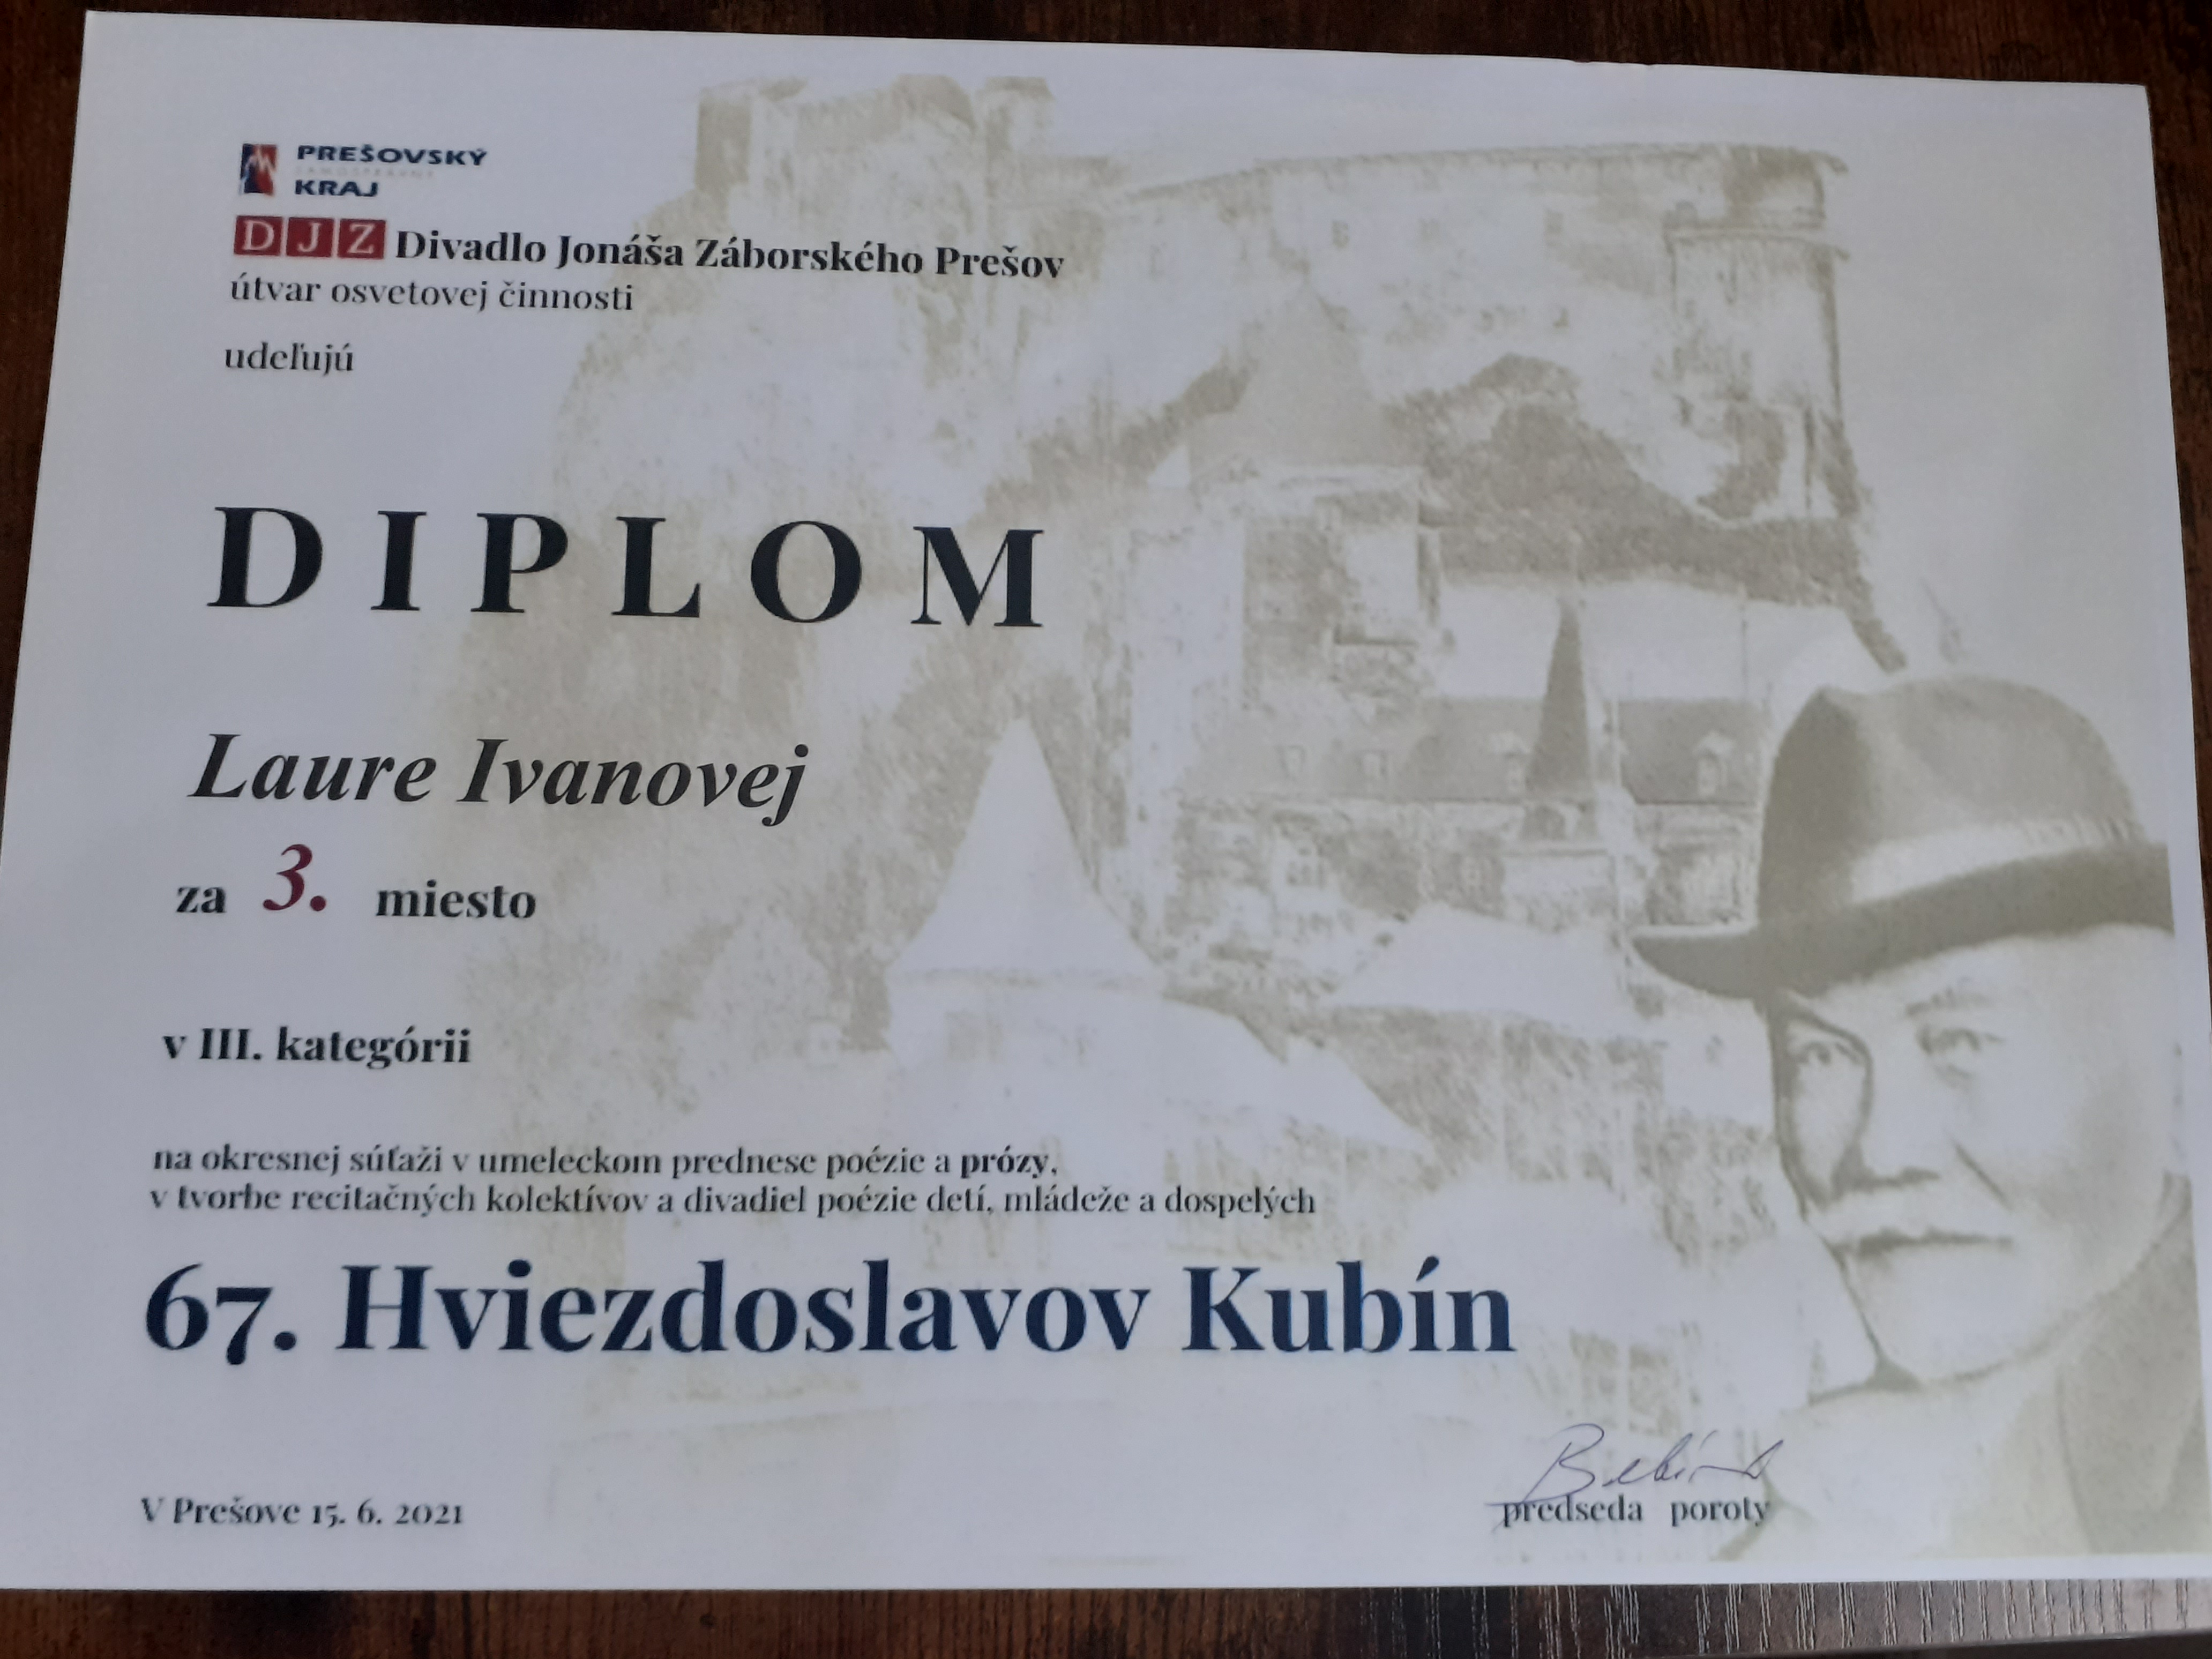 PREŠOVSKÝ
SAMOSPRÁVNY
KRAJ
DJZ Divadlo Jonáša Záborského Prešov
útvar osvetovej činnosti
udeľujú
DIPLOM
Laure Ivanovej
za 3. miesto
v III. kategórii
na okresnej súťaži v umeleckom prednese poézie a prózy,
v tvorbe recitačných kolektívov a divadiel poézie detí, mládeže a dospelých
67. Hviezdoslavov Kubín
V Prešove 15. 6. 2021
predseda poroty